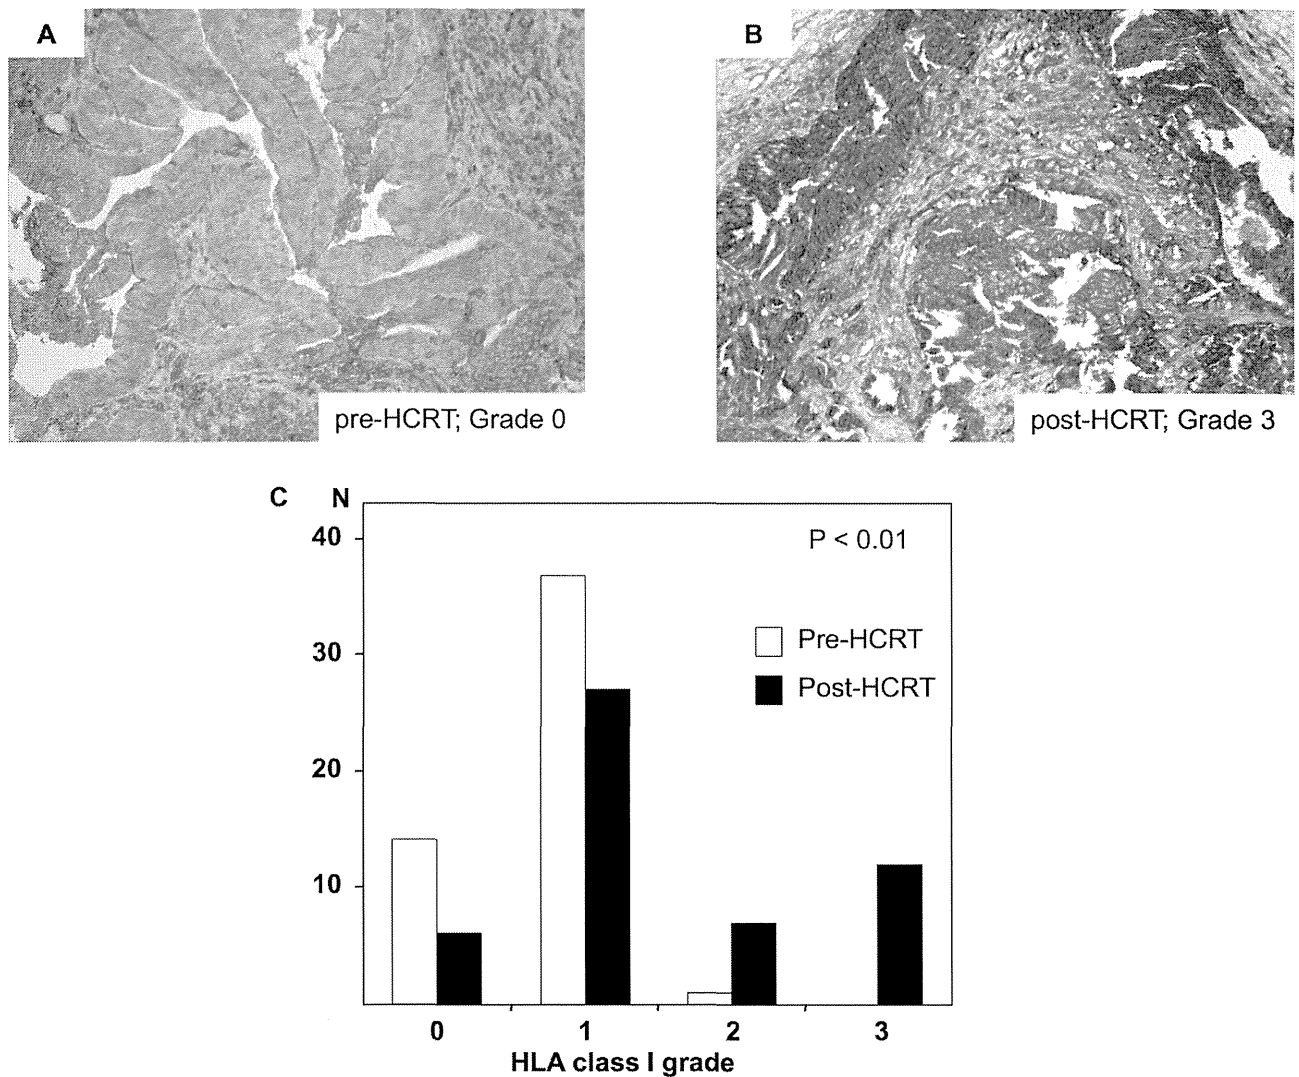 A
B
pre-HCRT; Grade 0
post-HCRT; Grade 3
C N
40
P < 0.01
30
Pre-HCRT
Post-HCRT
20
10
0 1 2 3
HLA class I grade